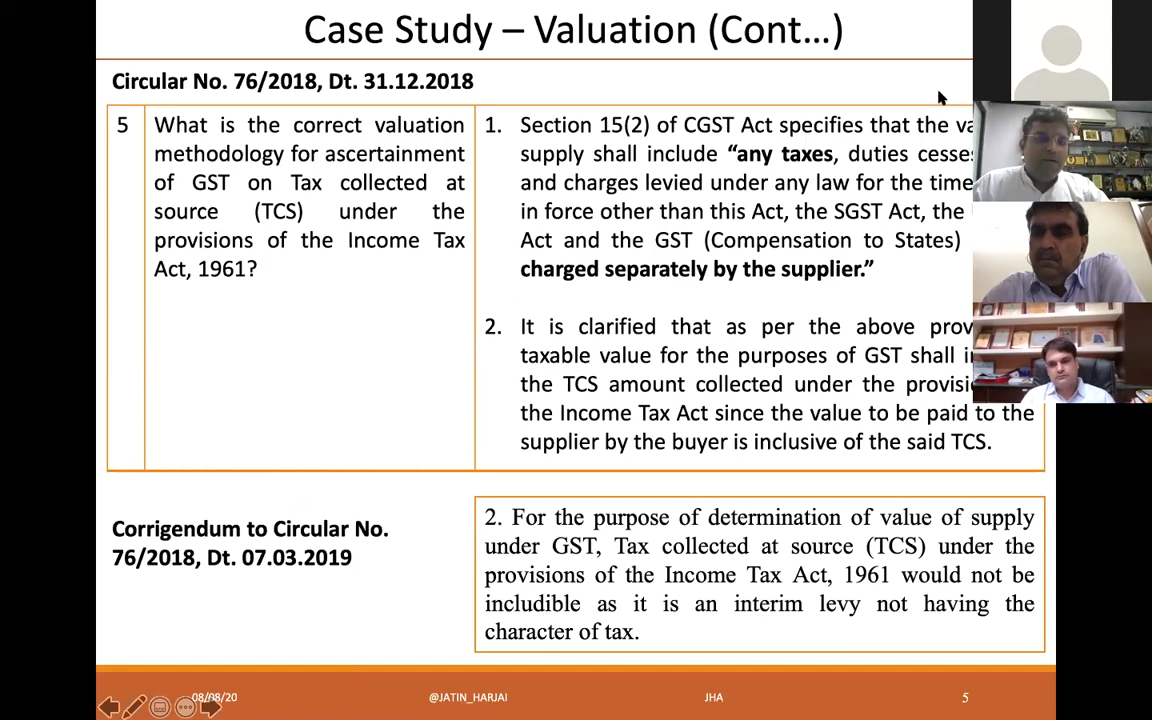 Case Study – Valuation (Cont…)
Circular No. 76/2018, Dt. 31.12.2018
5
What is the correct valuation
methodology for ascertainment
of GST on Tax collected at
source (TCS) under the
provisions of the Income Tax
Act, 1961?
1. Section 15(2) of CGST Act specifies that the
supply shall include “any taxes, duties
and charges levied under any law for the time
in force other than this Act, the SGST Act, the
Act and the GST (Compensation to States)
charged separately by the supplier.”
2. It is clarified that as per the above
taxable value for the purposes of GST shall
the TCS amount collected under the
the Income Tax Act since the value to be paid to the
supplier by the buyer is inclusive of the said TCS.
Corrigendum to Circular No.
76/2018, Dt. 07.03.2019
2. For the purpose of determination of value of supply
under GST, Tax collected at source (TCS) under the
provisions of the Income Tax Act, 1961 would not be
includible as it is an interim levy not having the
character of tax.
08/08/20
@JATIN_HARJAI
JHA
5